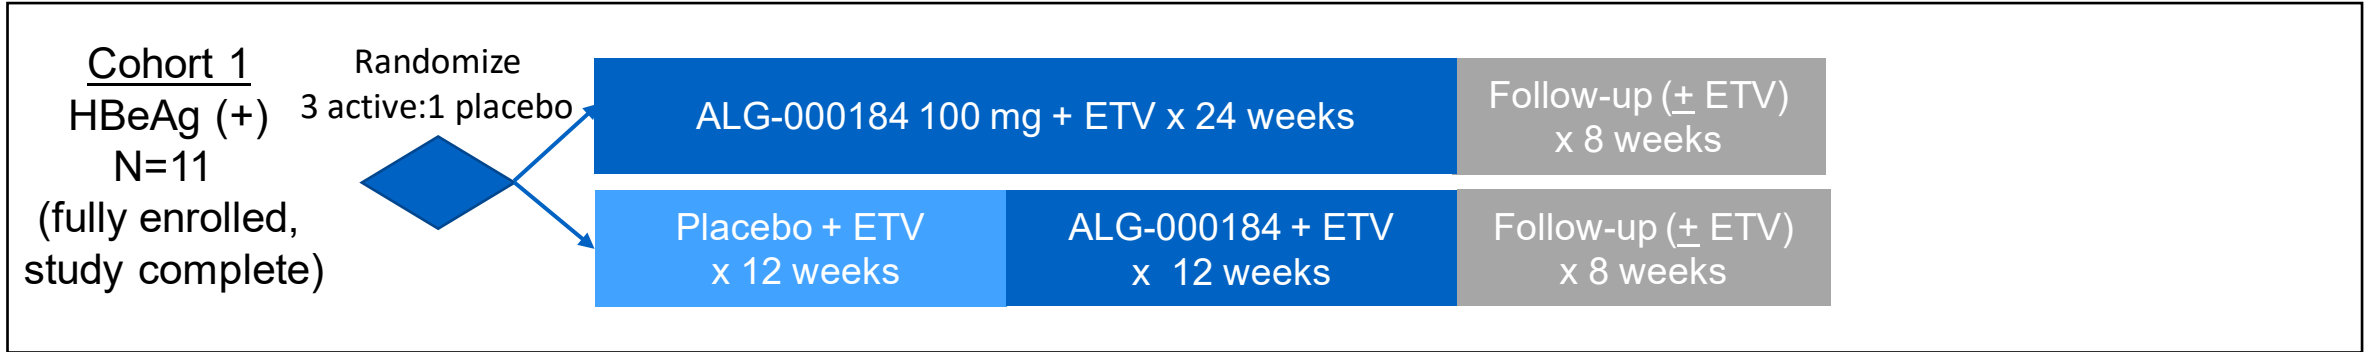 Cohort 1
HBeAg (+)
N=11
(fully enrolled,
study complete)
Randomize
3 active:1 placebo
ALG-000184 100 mg + ETV x 24 weeks
Follow-up (± ETV)
x 8 weeks
Placebo + ETV
x 12 weeks
ALG-000184 + ETV
x 12 weeks
Follow-up (± ETV)
x 8 weeks